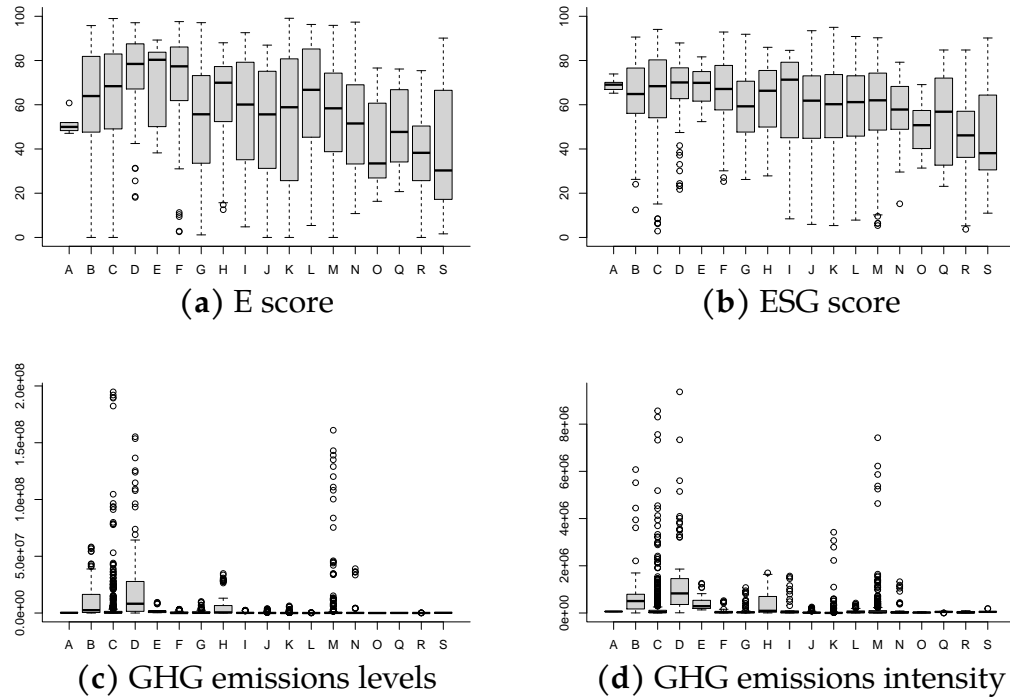 0 20 40 60 80 100
A B C D E F G H I J K L M N O Q R S
(a) E score
0 20 40 60 80 100
A B C D E F G H I J K L M N O Q R S
(b) ESG score
0.0e+00 5.0e+07 1.0e+08 1.5e+08 2.0e+08
A B C D E F G H I J K L M N O Q R S
(c) GHG emissions levels
0e+00 2e+06 4e+06 6e+06 8e+06
A B C D E F G H I J K L M N O Q R S
(d) GHG emissions intensity